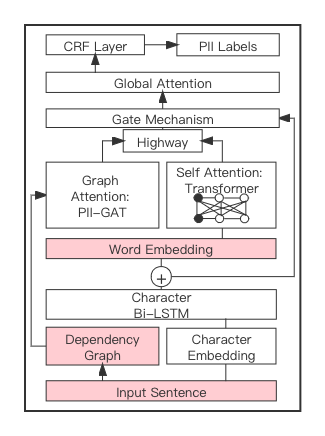 CRF Layer
PII Labels
Global Attention
Gate Mechanism
Highway
Graph
Attention:
PII-GAT
Self Attention:
Transformer
Word Embedding
+
Character
Bi-LSTM
Dependency
Graph
Character
Embedding
Input Sentence